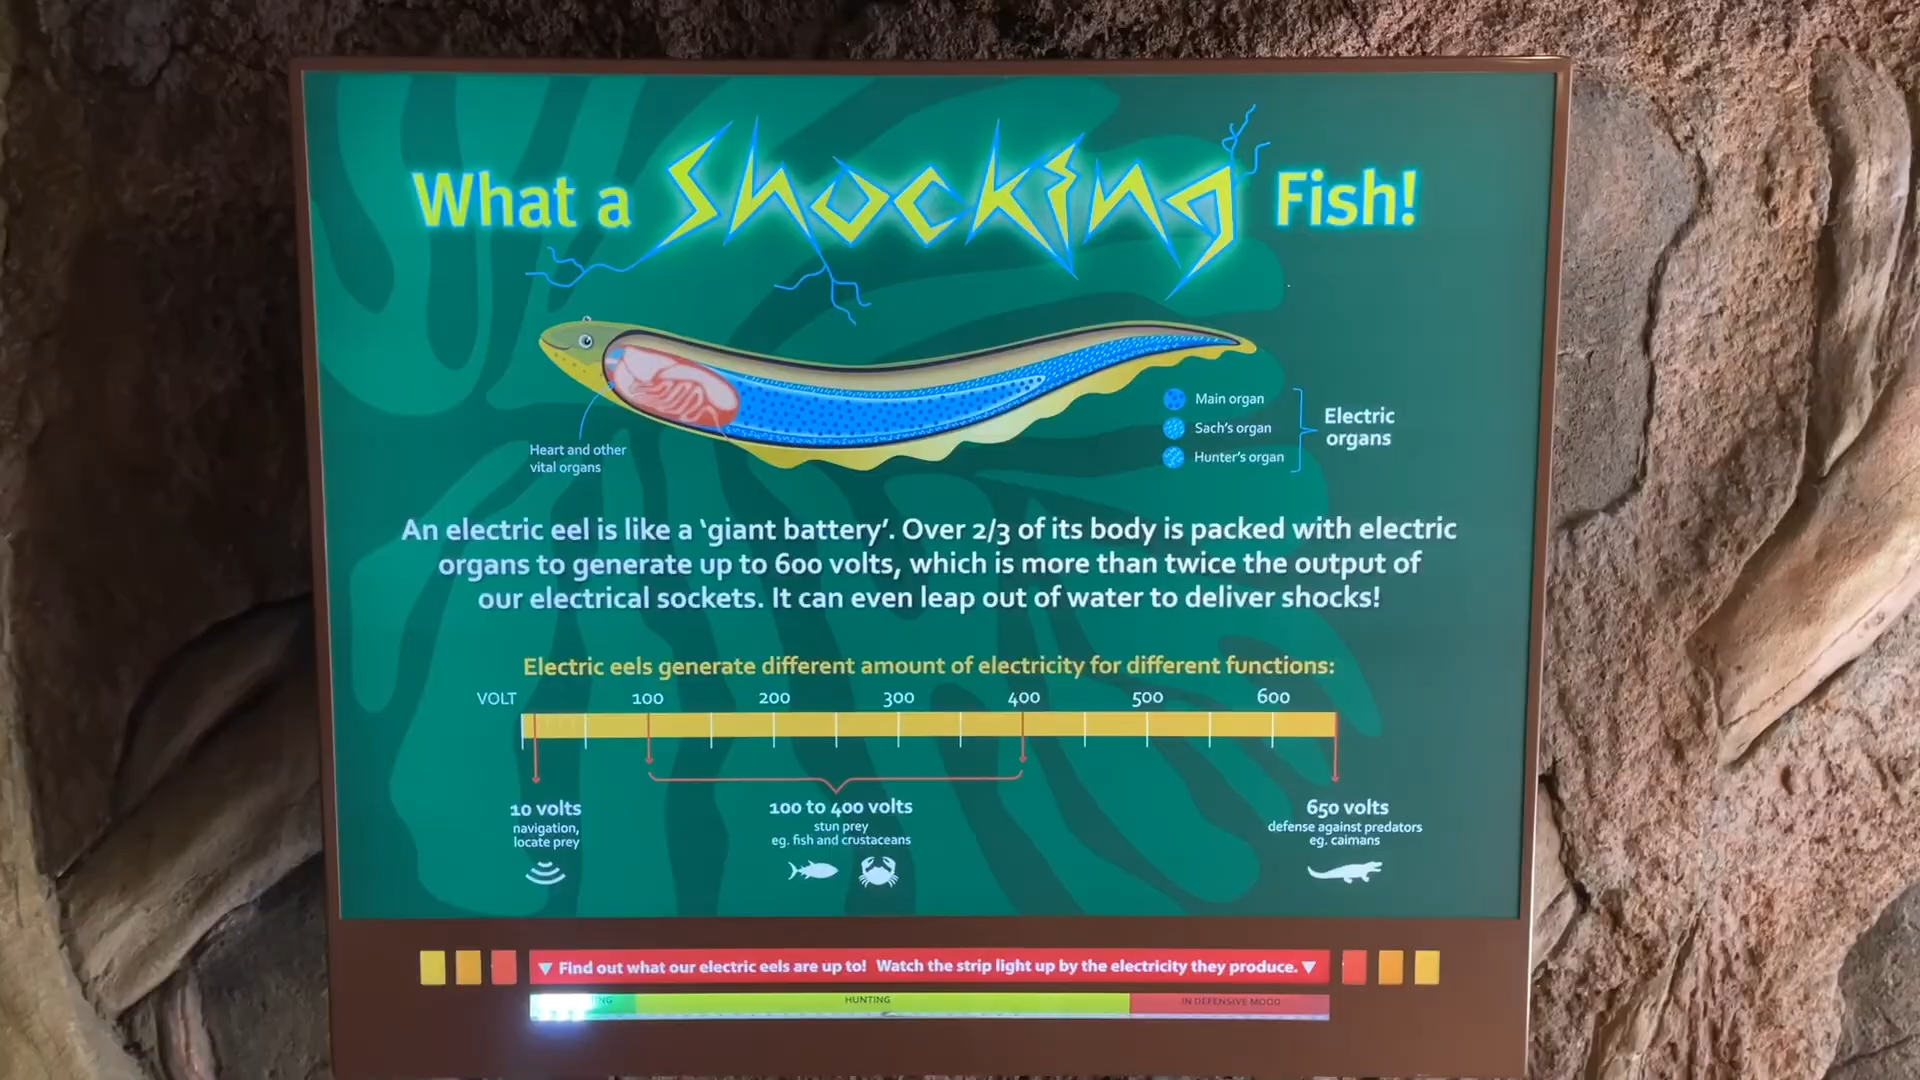 What a Shocking Fish!
Main organ
Sach's organ
Hunter's organ
Electric
organs
Heart and other
vital organs
An electric eel is like a ‘giant battery’. Over 2/3 of its body is packed with electric
organs to generate up to 600 volts, which is more than twice the output of
our electrical sockets. It can even leap out of water to deliver shocks!
Electric eels generate different amount of electricity for different functions:
VOLT 100 200 300 400 500 600
10 volts
navigation,
locate prey
100 to 400 volts
stun prey
eg. fish and crustaceans
650 volts
defense against predators
eg. caimans
▼ Find out what our electric eels are up to! Watch the strip light up by the electricity they produce. ▼
HUNTING IN DEFENSIVE MOOD